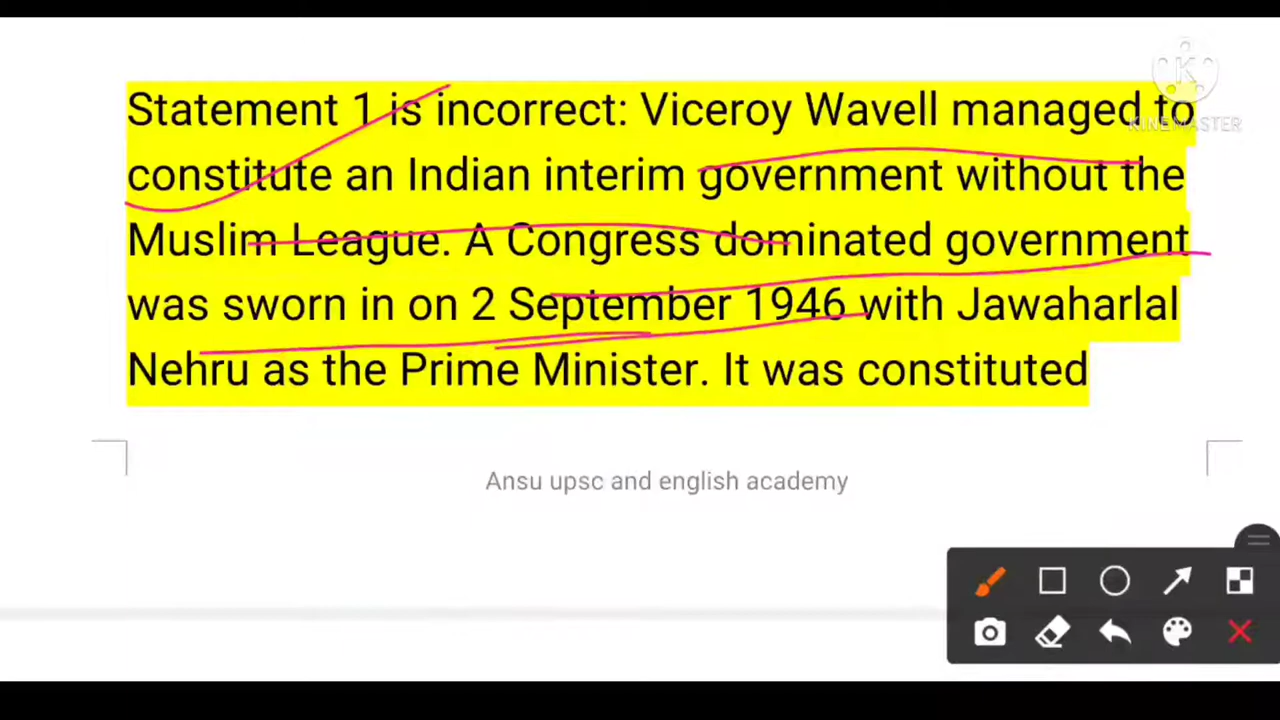 KINEMASTER
Statement 1 is incorrect: Viceroy Wavell managed to
constitute an Indian interim government without the
Muslim League. A Congress dominated government
was sworn in on 2 September 1946 with Jawaharlal
Nehru as the Prime Minister. It was constituted
Ansu upsc and english academy